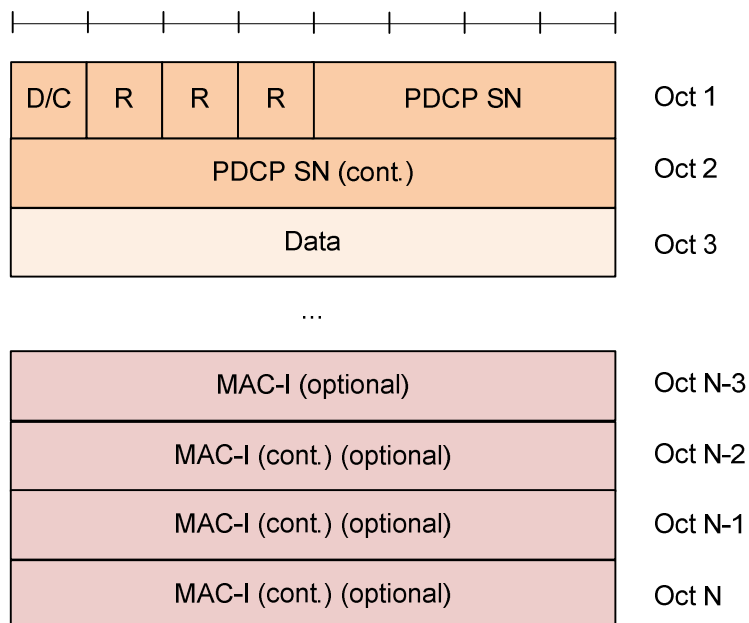 D/C R R R PDCP SN Oct 1
PDCP SN (cont.) Oct 2
Data Oct 3
...
MAC-I (optional) Oct N-3
MAC-I (cont.) (optional) Oct N-2
MAC-I (cont.) (optional) Oct N-1
MAC-I (cont.) (optional) Oct N